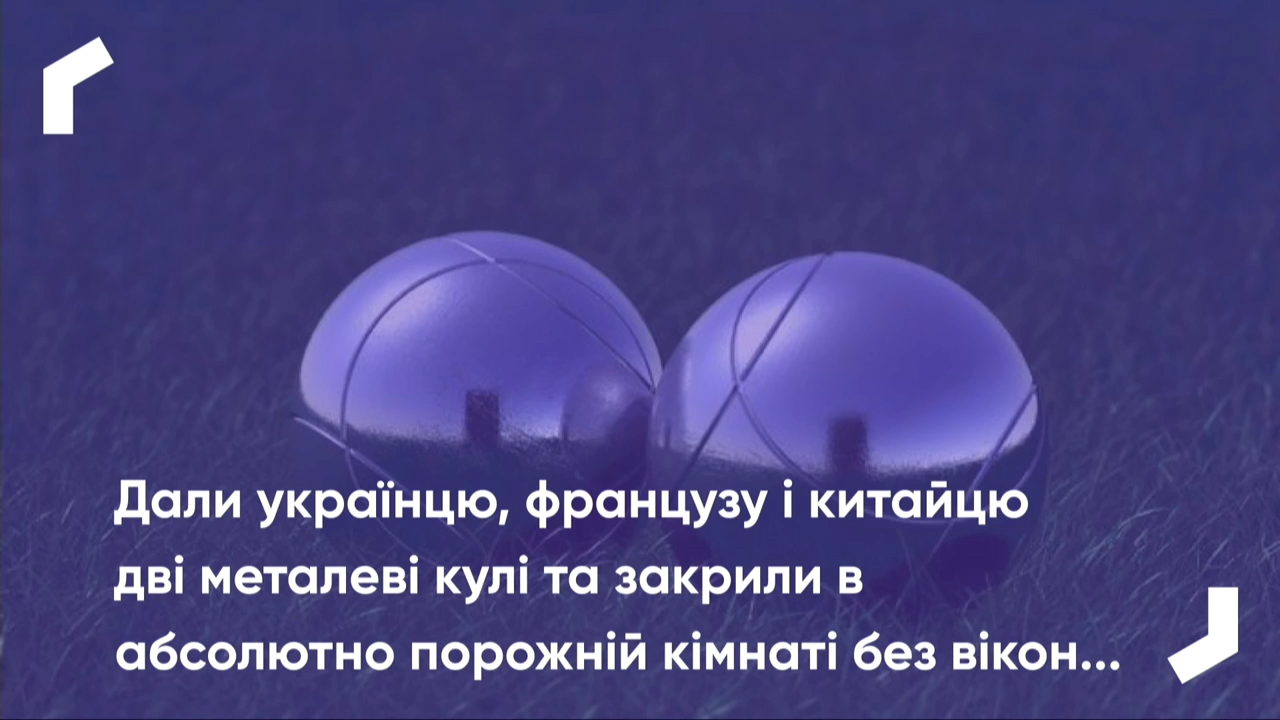 Дали українцю, французу і китайцю
дві металеві кулі та закрили в
абсолютно порожній кімнаті без вікон...